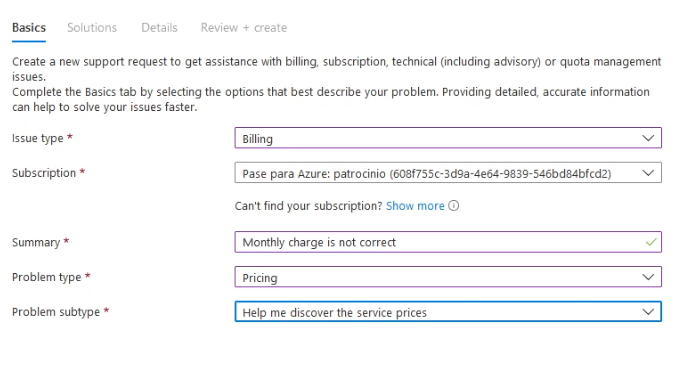 Basics Solutions Details Review + create
Create a new support request to get assistance with billing, subscription, technical (including advisory) or quota management
issues.
Complete the Basics tab by selecting the options that best describe your problem. Providing detailed, accurate information
can help to solve your issues faster.
Issue type * Billing
Subscription * Pase para Azure: patrocinio (608f755c-3d9a-4e64-9839-546bd84bfcd2)
Can't find your subscription? Show more
Summary * Monthly charge is not correct
Problem type * Pricing
Problem subtype * Help me discover the service prices